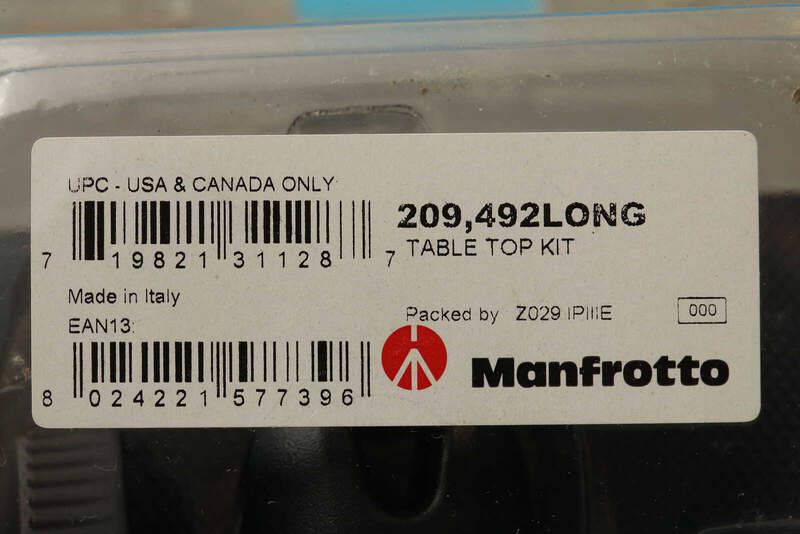 UPC - USA & CANADA ONLY
7 19821 31128 7
209,492LONG
TABLE TOP KIT
Made in Italy
EAN13:
8 024221 577396
Packed by Z029
000
Manfrotto